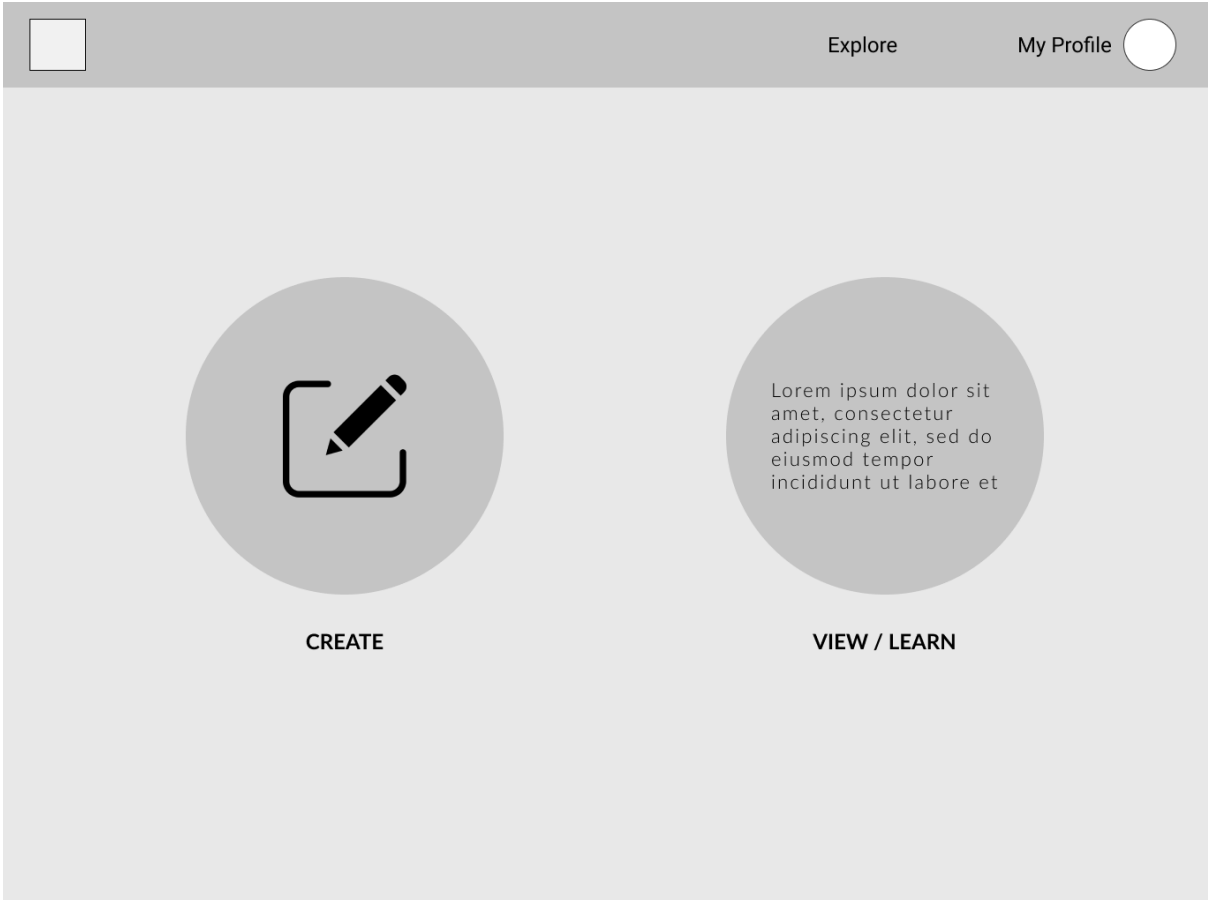 Explore
My Profile
Lorem ipsum dolor sit
amet, consectetur
adipiscing elit, sed do
eiusmod tempor
incididunt ut labore et
CREATE
VIEW / LEARN